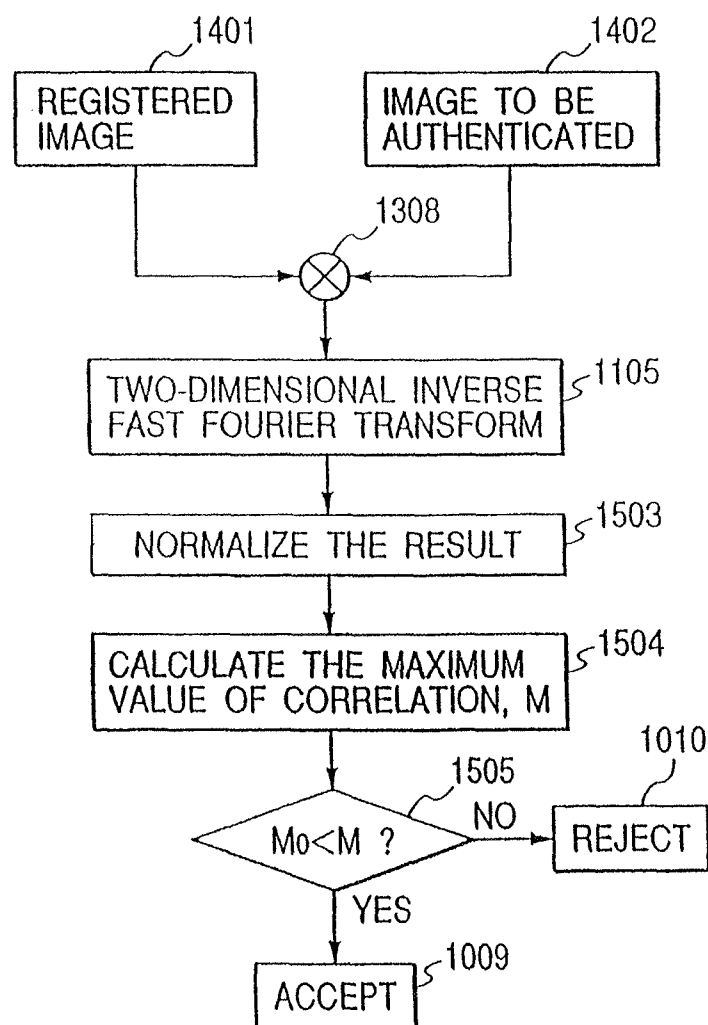 1401
1402
REGISTERED
IMAGE
IMAGE TO BE
AUTHENTICATED
1308
TWO-DIMENSIONAL INVERSE
FAST FOURIER TRANSFORM
1105
NORMALIZE THE RESULT
1503
CALCULATE THE MAXIMUM
VALUE OF CORRELATION, M
1504
1505
M0<M ?
NO
1010
REJECT
YES
1009
ACCEPT